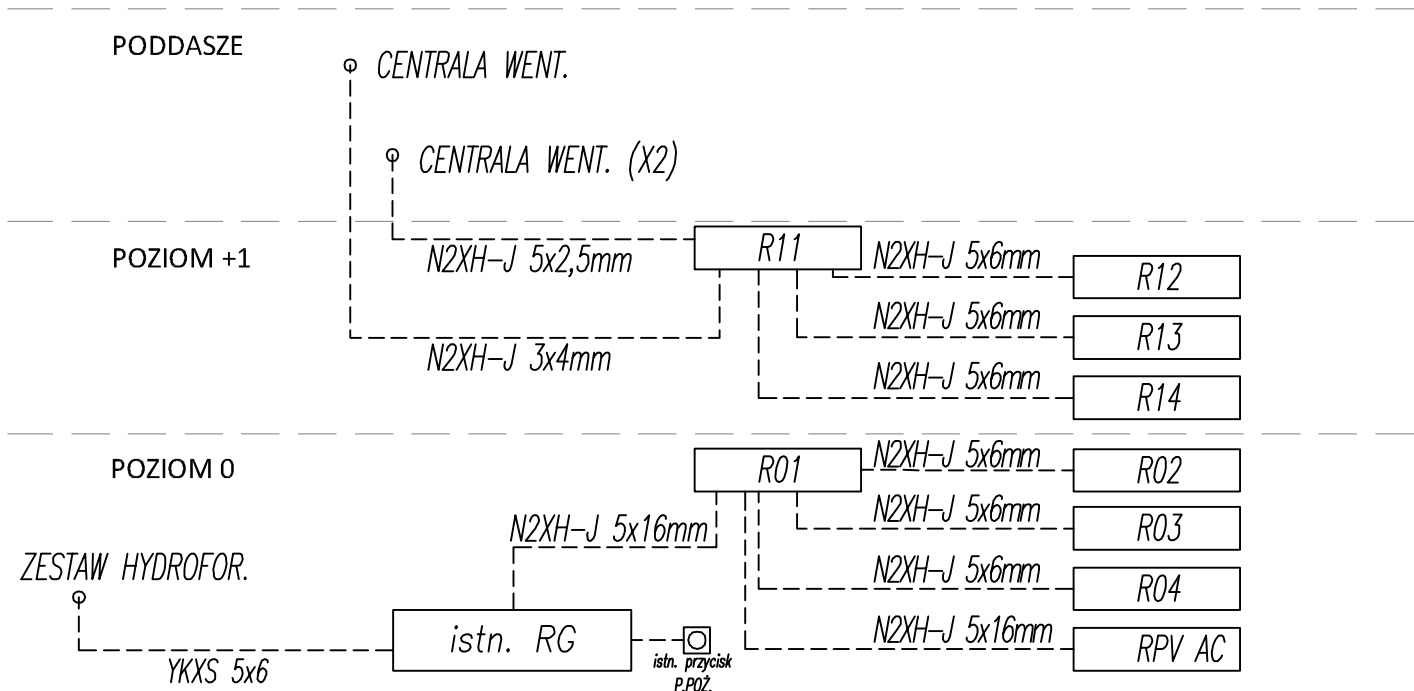 PODDASZE
CENTRALA WENT.
CENTRALA WENT. (X2)
POZIOM +1
N2XH-J 5x2,5mm
R11
N2XH-J 5x6mm
R12
N2XH-J 5x6mm
R13
N2XH-J 3x4mm
N2XH-J 5x6mm
R14
POZIOM 0
R01
N2XH-J 5x6mm
R02
N2XH-J 5x16mm
N2XH-J 5x6mm
R03
ZESTAW HYDROFOR.
N2XH-J 5x6mm
R04
istn. RG
N2XH-J 5x16mm
RPV AC
istn. przycisk
P.POŻ.
YKXS 5x6